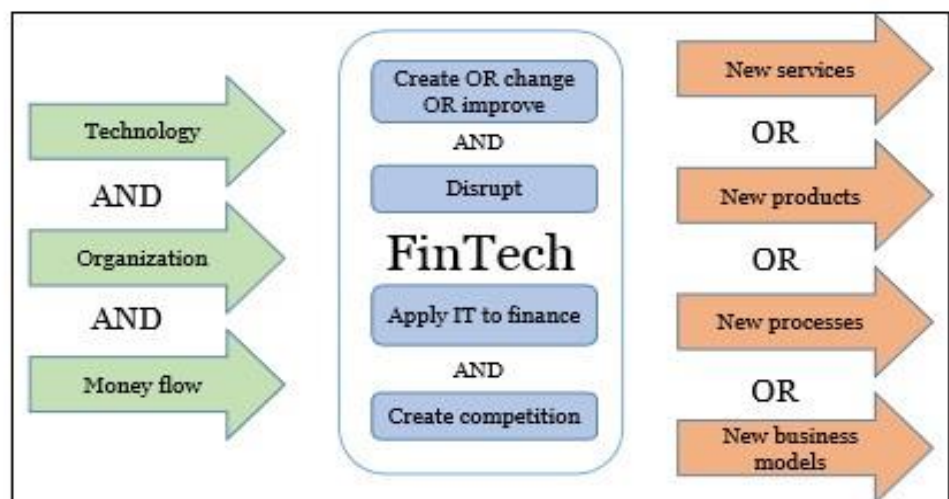 Technology
AND
Organization
AND
Money flow
Create OR change
OR improve
AND
Disrupt
FinTech
Apply IT to finance
AND
Create competition
New services
OR
New products
OR
New processes
OR
New business
models